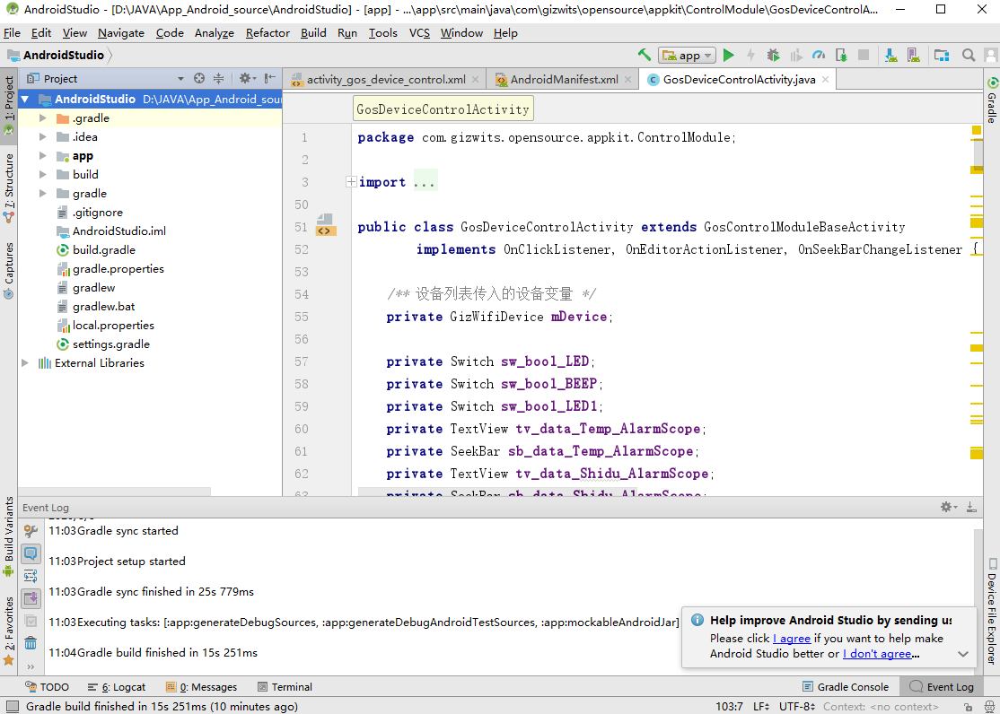 AndroidStudio - [D:\JAVA\App_Android_source\AndroidStudio] - [app] - ...\app\src\main\java\com\gizwits\opensource\appkit\ControlModule\GosDeviceControlA...
File Edit View Navigate Code Analyze Refactor Build Run Tools VCS Window Help
AndroidStudio app
Project
activity_gos_device_control.xml AndroidManifest.xml GosDeviceControlActivity.java
1: Project
7: Structure
Captures
Build Variants
2: Favorites
AndroidStudio D:\JAVA\App_Android_sou
.gradle
.idea
app
build
gradle
.gitignore
AndroidStudio.iml
build.gradle
gradle.properties
gradlew
gradlew.bat
local.properties
settings.gradle
External Libraries
GosDeviceControlActivity
1 package com.gizwits.opensource.appkit.ControlModule;
2
3 import ...
50
51 public class GosDeviceControlActivity extends GosControlModuleBaseActivity
52 implements OnClickListener, OnEditorActionListener, OnSeekBarChangeListener {
53
54 /** 设备列表传入的设备变量 */
55 private GizWifiDevice mDevice;
56
57 private Switch sw_bool_LED;
58 private Switch sw_bool_BEEP;
59 private Switch sw_bool_LED1;
60 private TextView tv_data_Temp_AlarmScope;
61 private SeekBar sb_data_Temp_AlarmScope;
62 private TextView tv_data_Shidu_AlarmScope;
63 private SeekBar sb_data_Shidu_AlarmScope;
Gradle
Device File Explorer
Event Log
11:03 Gradle sync started
11:03 Project setup started
11:03 Gradle sync finished in 25s 779ms
11:03 Executing tasks: [:app:generateDebugSources, :app:generateDebugAndroidTestSources, :app:mockableAndroidJar]
11:04 Gradle build finished in 15s 251ms
Help improve Android Studio by sending us
Please click I agree if you want to help make
Android Studio better or I don't agree...
TODO 6: Logcat 0: Messages Terminal Gradle Console Event Log
Gradle build finished in 15s 251ms (10 minutes ago) 103:7 LF UTF-8 Context: <no context>